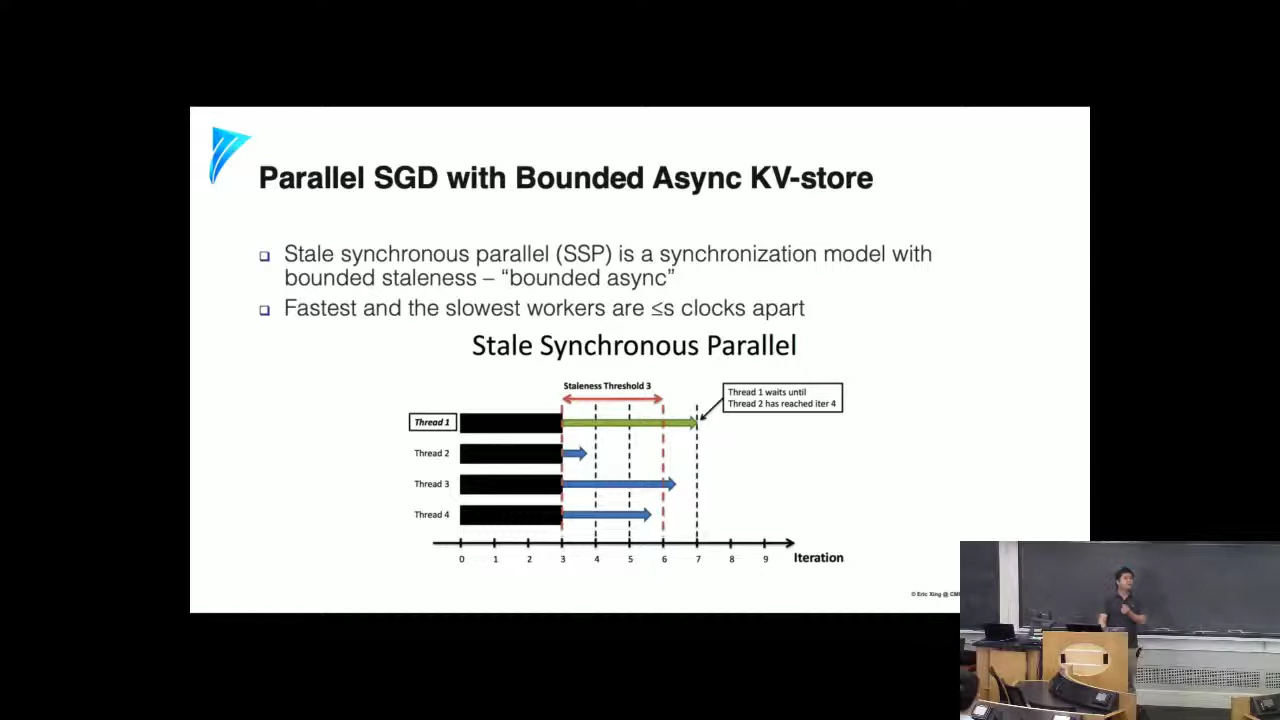 Parallel SGD with Bounded Async KV-store
❑ Stale synchronous parallel (SSP) is a synchronization model with
bounded staleness – “bounded async”
❑ Fastest and the slowest workers are ≤s clocks apart
Stale Synchronous Parallel
Staleness Threshold 3
Thread 1 waits until
Thread 2 has reached iter 4
Thread 1
Thread 2
Thread 3
Thread 4
0 1 2 3 4 5 6 7 8 9 Iteration
© Eric Xing @ CM